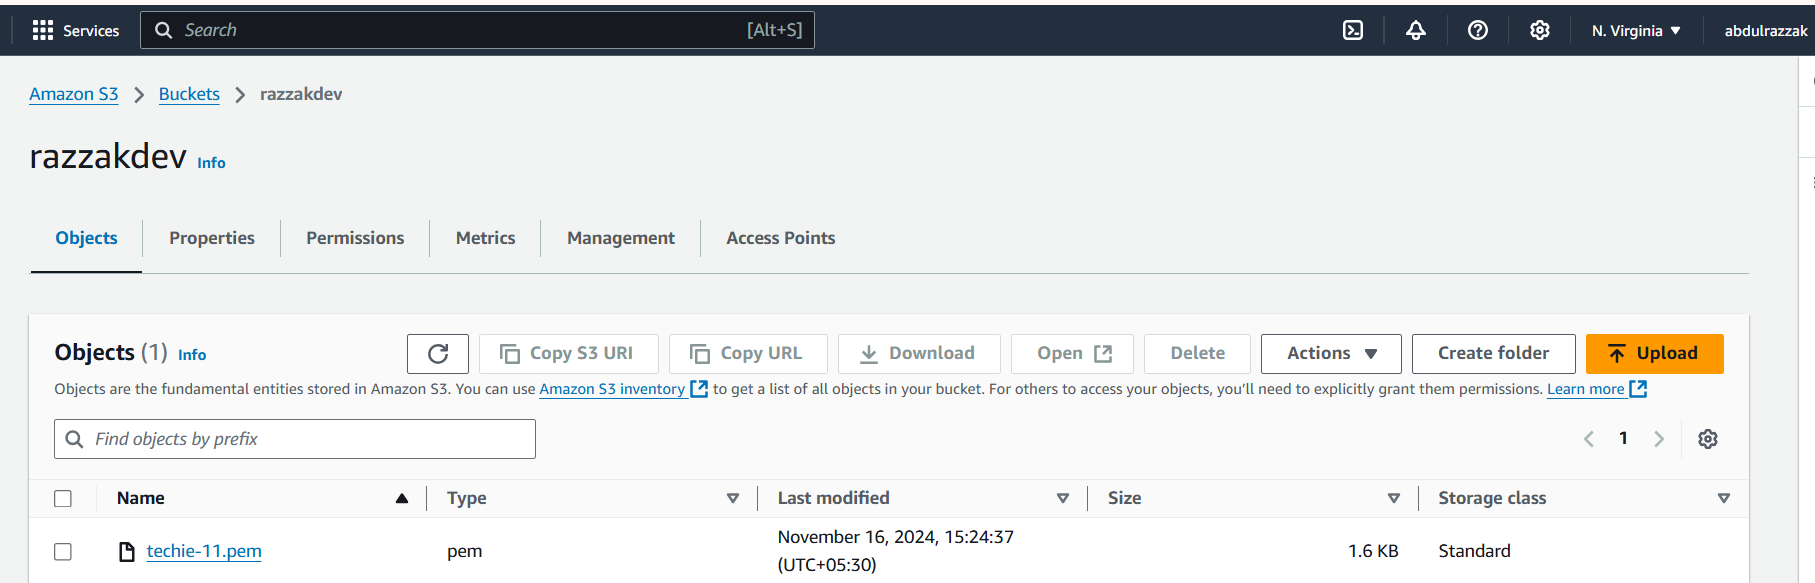 Services
Search [Alt+S]
N. Virginia
abdulrazzak
Amazon S3 > Buckets > razzakdev
razzakdev Info
Objects Properties Permissions Metrics Management Access Points
Objects (1) Info
Copy S3 URI Copy URL Download Open Delete Actions Create folder Upload
Objects are the fundamental entities stored in Amazon S3. You can use Amazon S3 inventory to get a list of all objects in your bucket. For others to access your objects, you'll need to explicitly grant them permissions. Learn more
Find objects by prefix
1
Name Type Last modified Size Storage class
techie-11.pem pem November 16, 2024, 15:24:37 (UTC+05:30) 1.6 KB Standard